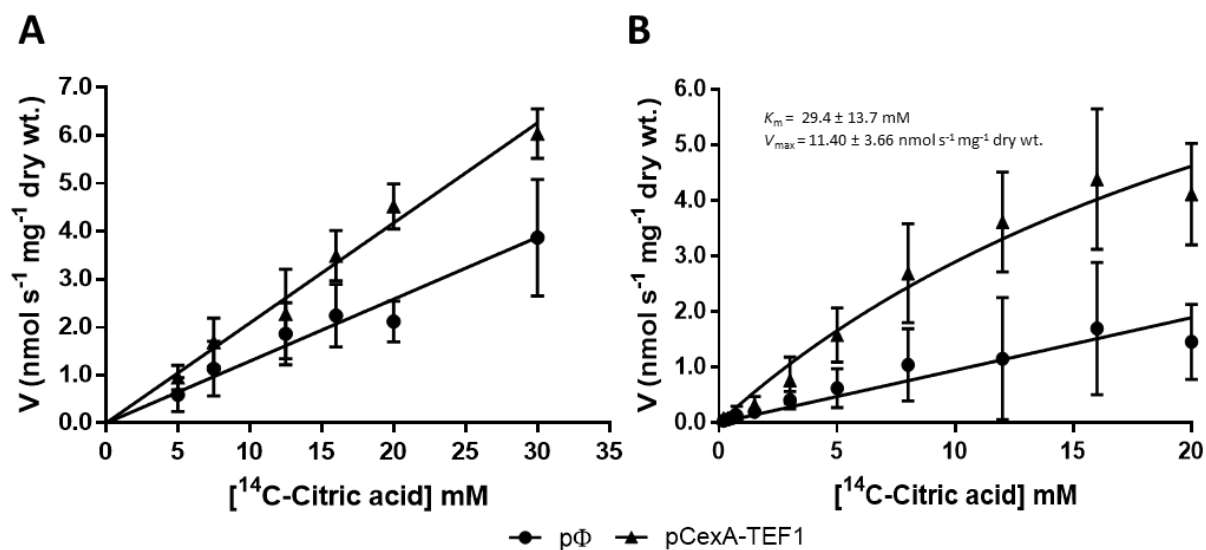 A
V (nmol s⁻¹ mg⁻¹ dry wt.)
7.0
6.0
5.0
4.0
3.0
2.0
1.0
0.0
0 5 10 15 20 25 30 35
[¹⁴C-Citric acid] mM
B
V (nmol s⁻¹ mg⁻¹ dry wt.)
6.0
5.0
4.0
3.0
2.0
1.0
0.0
Km = 29.4 ± 13.7 mM
Vmax = 11.40 ± 3.66 nmol s⁻¹ mg⁻¹ dry wt.
0 5 10 15 20
[¹⁴C-Citric acid] mM
pΦ pCexA-TEF1